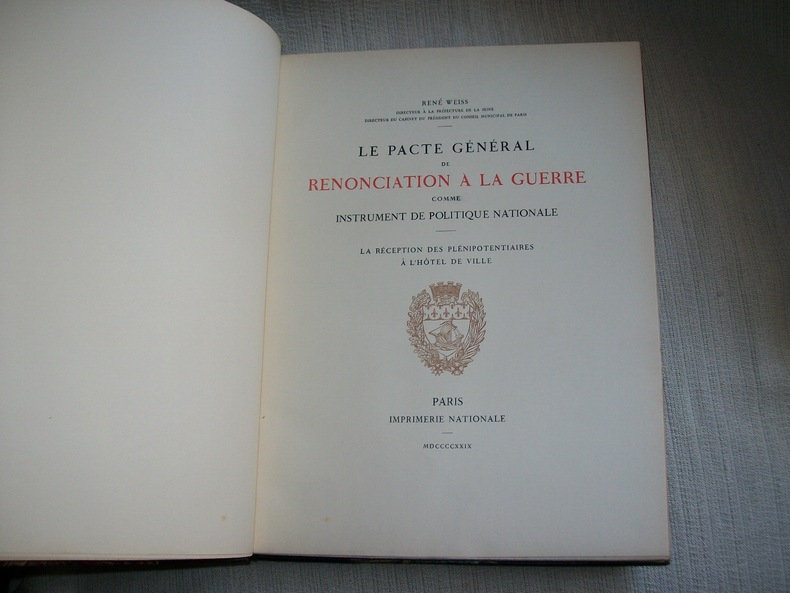 RENÉ WEISS
DIRECTEUR À LA PRÉFECTURE DE LA SEINE
DIRECTEUR DU CABINET DU PRÉSIDENT DU CONSEIL MUNICIPAL DE PARIS
LE PACTE GÉNÉRAL
DE
RENONCIATION A LA GUERRE
COMME
INSTRUMENT DE POLITIQUE NATIONALE
LA RÉCEPTION DES PLÉNIPOTENTIAIRES
À L'HÔTEL DE VILLE
PARIS
IMPRIMERIE NATIONALE
MDCCCCXXIX